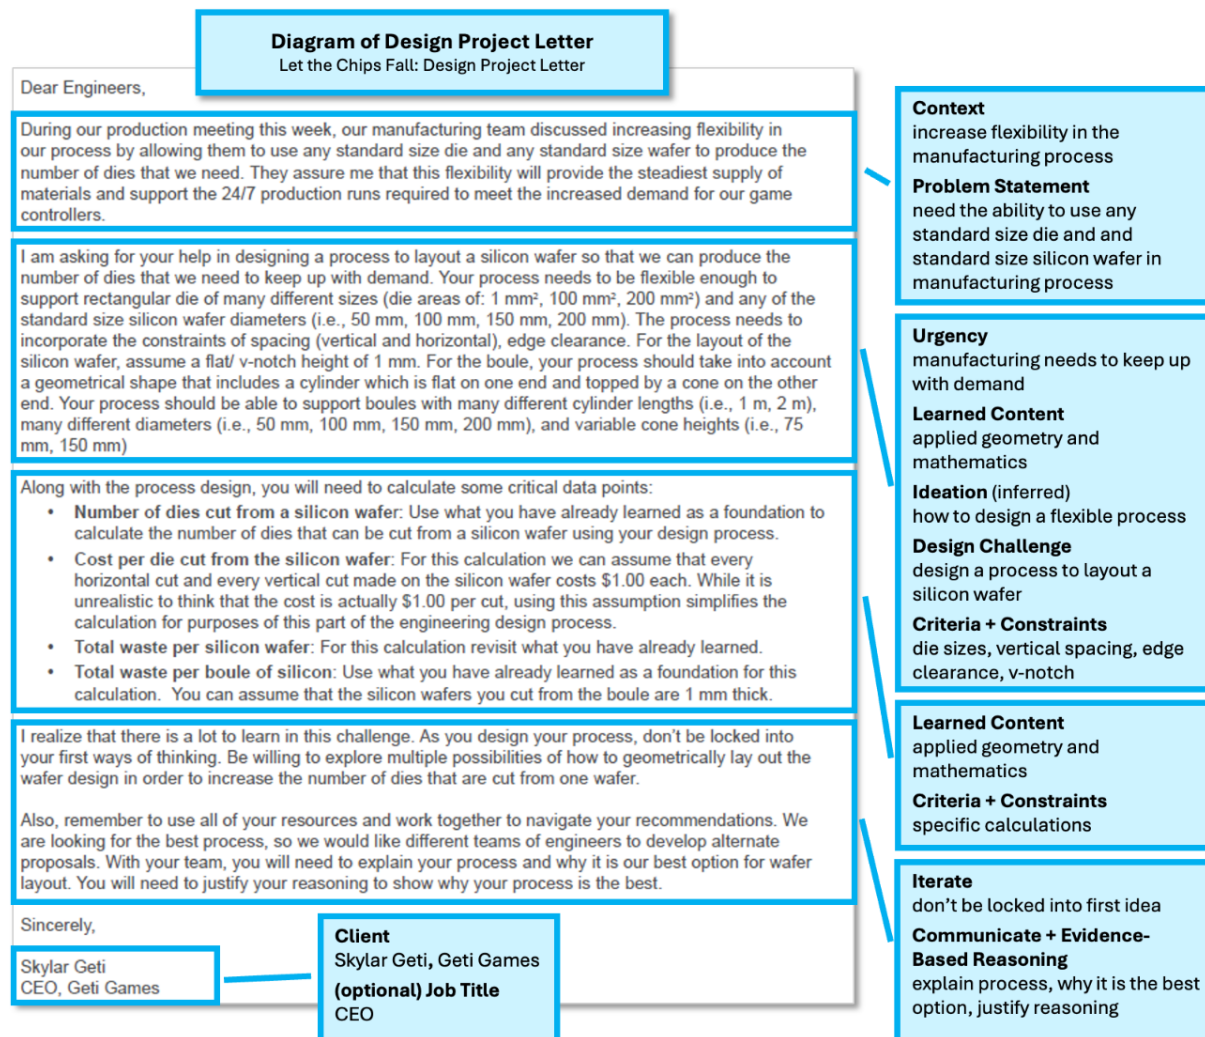 Diagram of Design Project Letter
Let the Chips Fall: Design Project Letter
Dear Engineers,
During our production meeting this week, our manufacturing team discussed increasing flexibility in
our process by allowing them to use any standard size die and any standard size wafer to produce the
number of dies that we need. They assure me that this flexibility will provide the steadiest supply of
materials and support the 24/7 production runs required to meet the increased demand for our game
controllers.
I am asking for your help in designing a process to layout a silicon wafer so that we can produce the
number of dies that we need to keep up with demand. Your process needs to be flexible enough to
support rectangular die of many different sizes (die areas of: 1 mm², 100 mm², 200 mm²) and any of the
standard size silicon wafer diameters (i.e., 50 mm, 100 mm, 150 mm, 200 mm). The process needs to
incorporate the constraints of spacing (vertical and horizontal), edge clearance. For the layout of the
silicon wafer, assume a flat/ v-notch height of 1 mm. For the boule, your process should take into account
a geometrical shape that includes a cylinder which is flat on one end and topped by a cone on the other
end. Your process should be able to support boules with many different cylinder lengths (i.e., 1 m, 2 m),
many different diameters (i.e., 50 mm, 100 mm, 150 mm, 200 mm), and variable cone heights (i.e., 75
mm, 150 mm)
Along with the process design, you will need to calculate some critical data points:
• Number of dies cut from a silicon wafer: Use what you have already learned as a foundation to
calculate the number of dies that can be cut from a silicon wafer using your design process.
• Cost per die cut from the silicon wafer: For this calculation we can assume that every
horizontal cut and every vertical cut made on the silicon wafer costs $1.00 each. While it is
unrealistic to think that the cost is actually $1.00 per cut, using this assumption simplifies the
calculation for purposes of this part of the engineering design process.
• Total waste per silicon wafer: For this calculation revisit what you have already learned.
• Total waste per boule of silicon: Use what you have already learned as a foundation for this
calculation. You can assume that the silicon wafers you cut from the boule are 1 mm thick.
I realize that there is a lot to learn in this challenge. As you design your process, don't be locked into
your first ways of thinking. Be willing to explore multiple possibilities of how to geometrically lay out the
wafer design in order to increase the number of dies that are cut from one wafer.
Also, remember to use all of your resources and work together to navigate your recommendations. We
are looking for the best process, so we would like different teams of engineers to develop alternate
proposals. With your team, you will need to explain your process and why it is our best option for wafer
layout. You will need to justify your reasoning to show why your process is the best.
Sincerely,
Skylar Geti
CEO, Geti Games
Client
Skylar Geti, Geti Games
(optional) Job Title
CEO
Context
increase flexibility in the
manufacturing process
Problem Statement
need the ability to use any
standard size die and and
standard size silicon wafer in
manufacturing process
Urgency
manufacturing needs to keep up
with demand
Learned Content
applied geometry and
mathematics
Ideation (inferred)
how to design a flexible process
Design Challenge
design a process to layout a
silicon wafer
Criteria + Constraints
die sizes, vertical spacing, edge
clearance, v-notch
Learned Content
applied geometry and
mathematics
Criteria + Constraints
specific calculations
Iterate
don't be locked into first idea
Communicate + Evidence-
Based Reasoning
explain process, why it is the best
option, justify reasoning